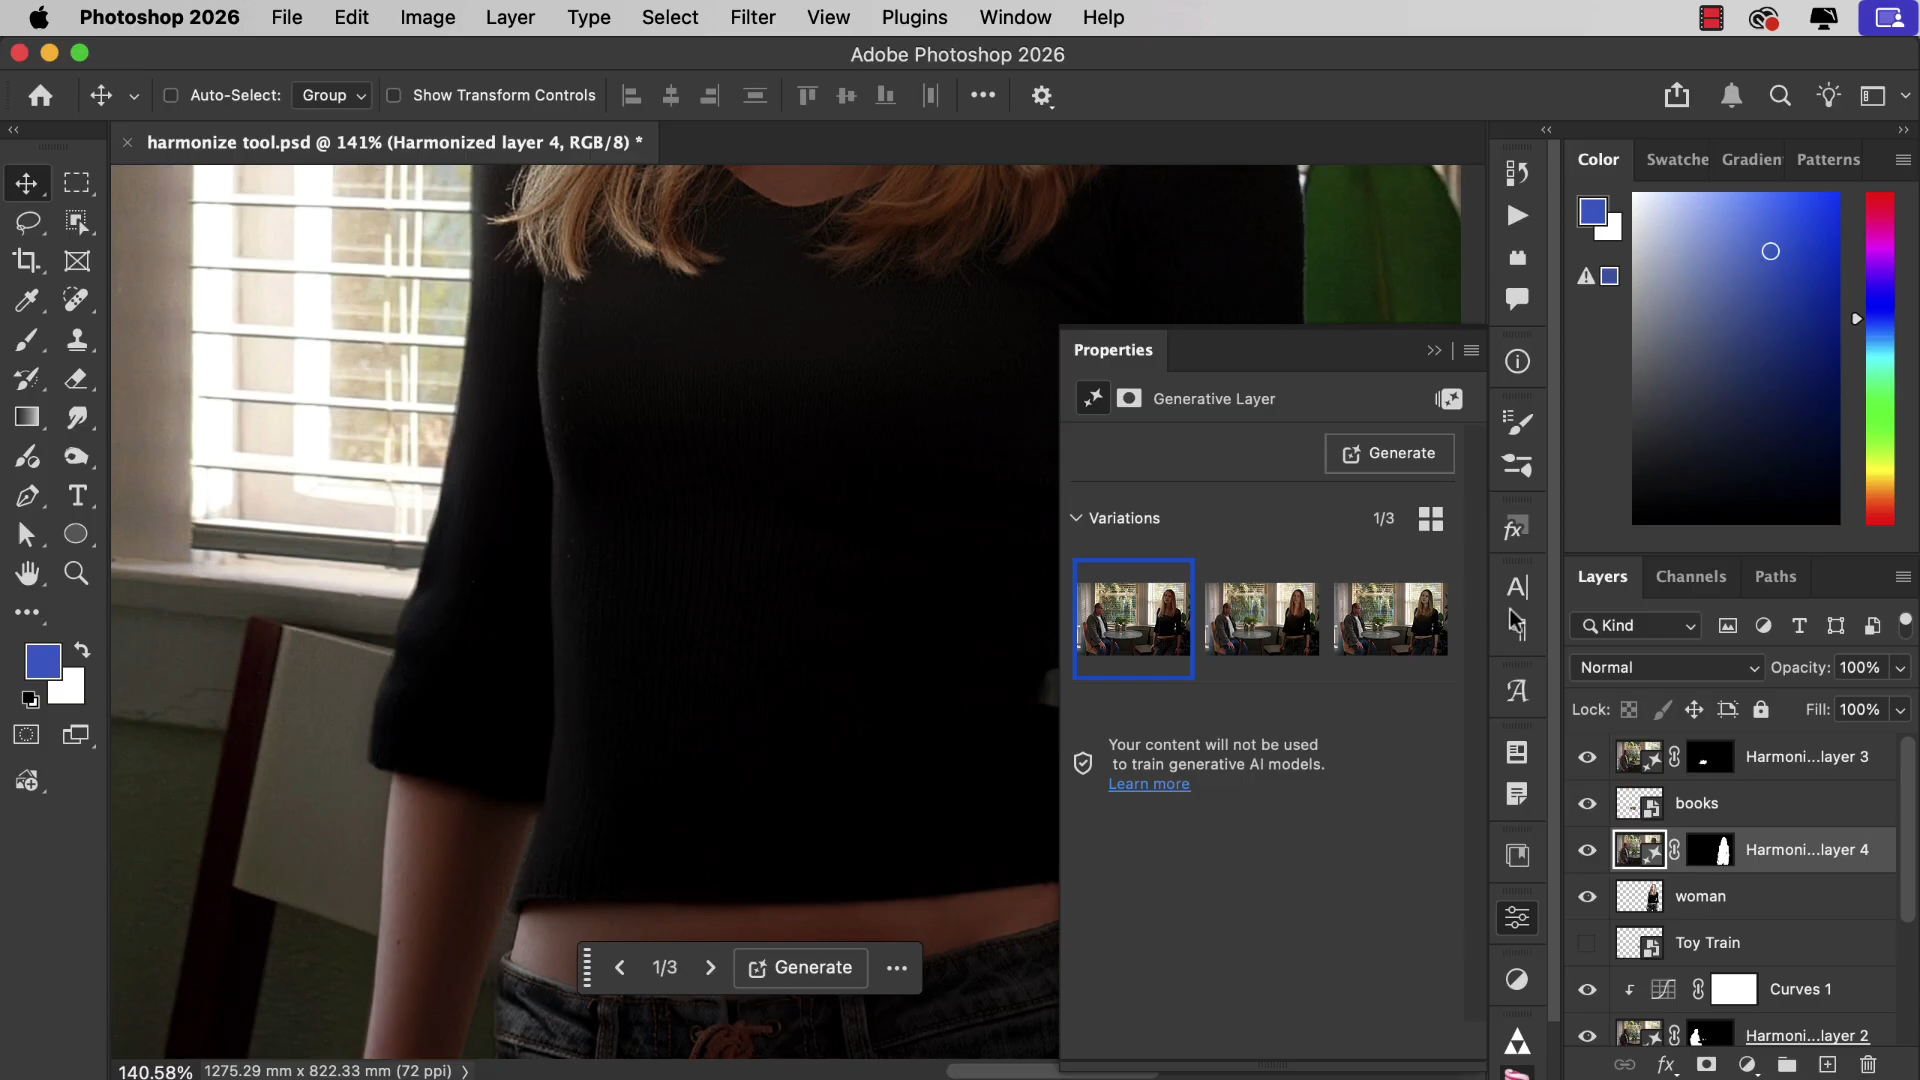 Photoshop 2026 File Edit Image Layer Type Select Filter View Plugins Window Help
Adobe Photoshop 2026
Auto-Select: Group Show Transform Controls
harmonize tool.psd @ 141% (Harmonized layer 4, RGB/8) *
Color Swatche Gradien Patterns
Properties
Generative Layer
Generate
Variations 1/3
Your content will not be used
to train generative AI models.
Learn more
1/3 Generate
140.58% 1275.29 mm x 822.33 mm (72 ppi)
Layers Channels Paths
Kind
Normal Opacity: 100%
Lock: Fill: 100%
Harmoni...layer 3
books
Harmoni...layer 4
woman
Toy Train
Curves 1
Harmoni...layer 2